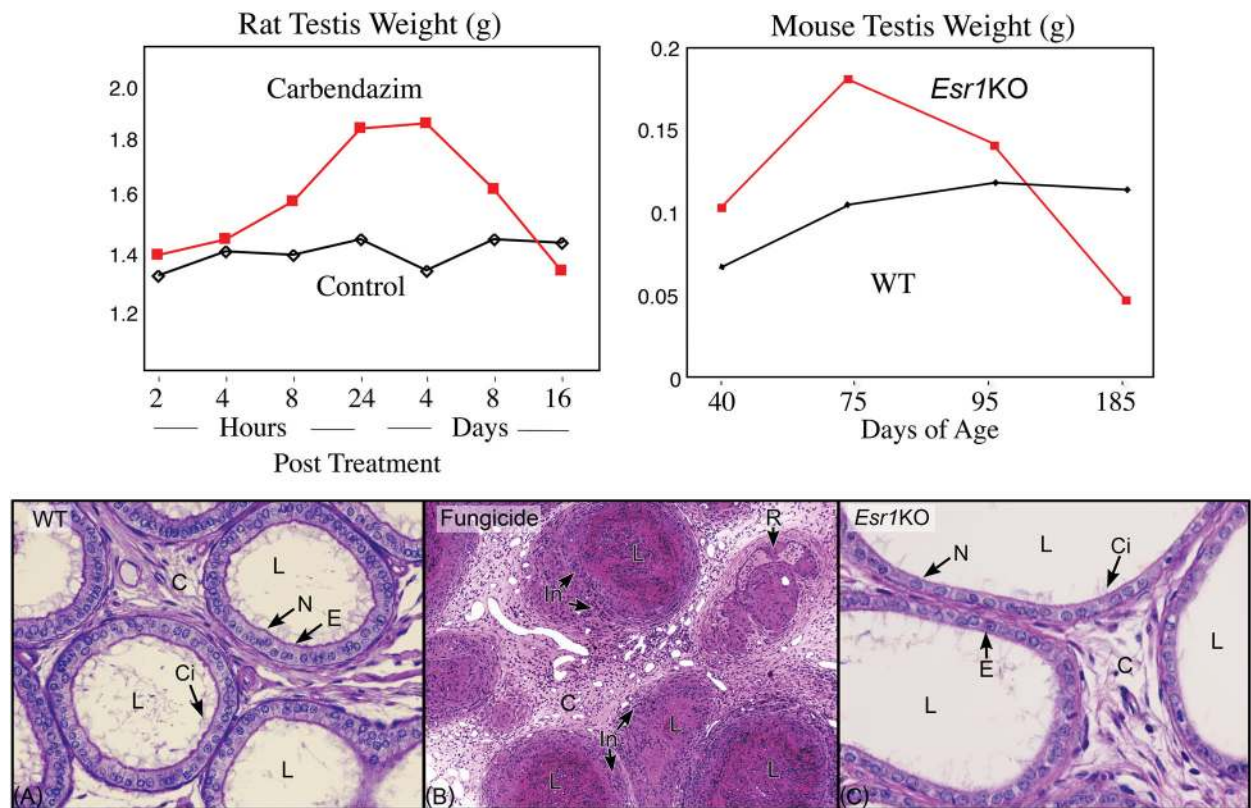 Rat Testis Weight (g)
2.0
1.8
1.6
1.4
1.2
Carbendazim
Control
2 4 8 24 4 8 16
Hours Days
Post Treatment
Mouse Testis Weight (g)
0.2
0.15
0.1
0.05
0
Esr1KO
WT
40 75 95 185
Days of Age
WT
L
C
N
E
Ci
L
L
(A)
Fungicide
R
L
In
C
In
L
L
L
(B)
Esr1KO
L
Ci
N
C
L
E
L
(C)